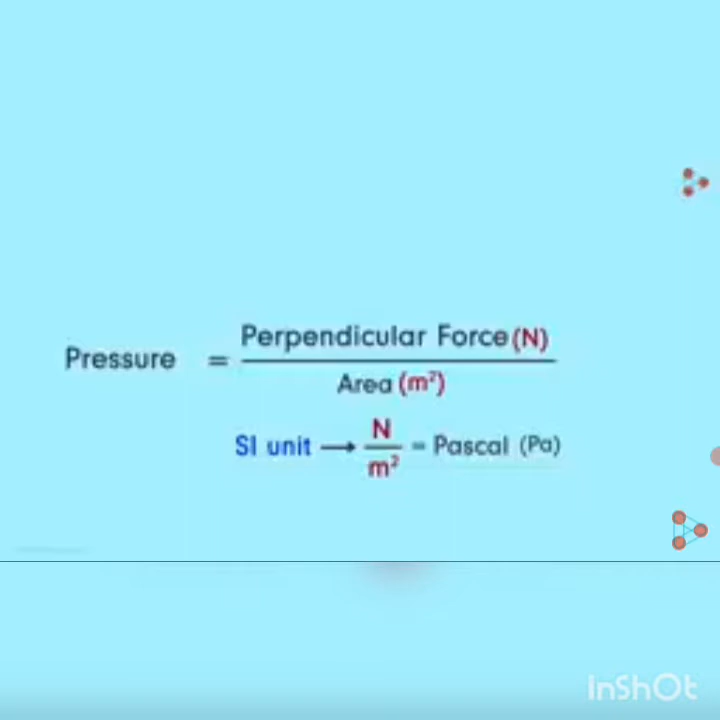 Pressure = Perpendicular Force (N) / Area (m²)
SI unit → N / m² = Pascal (Pa)
InShOt